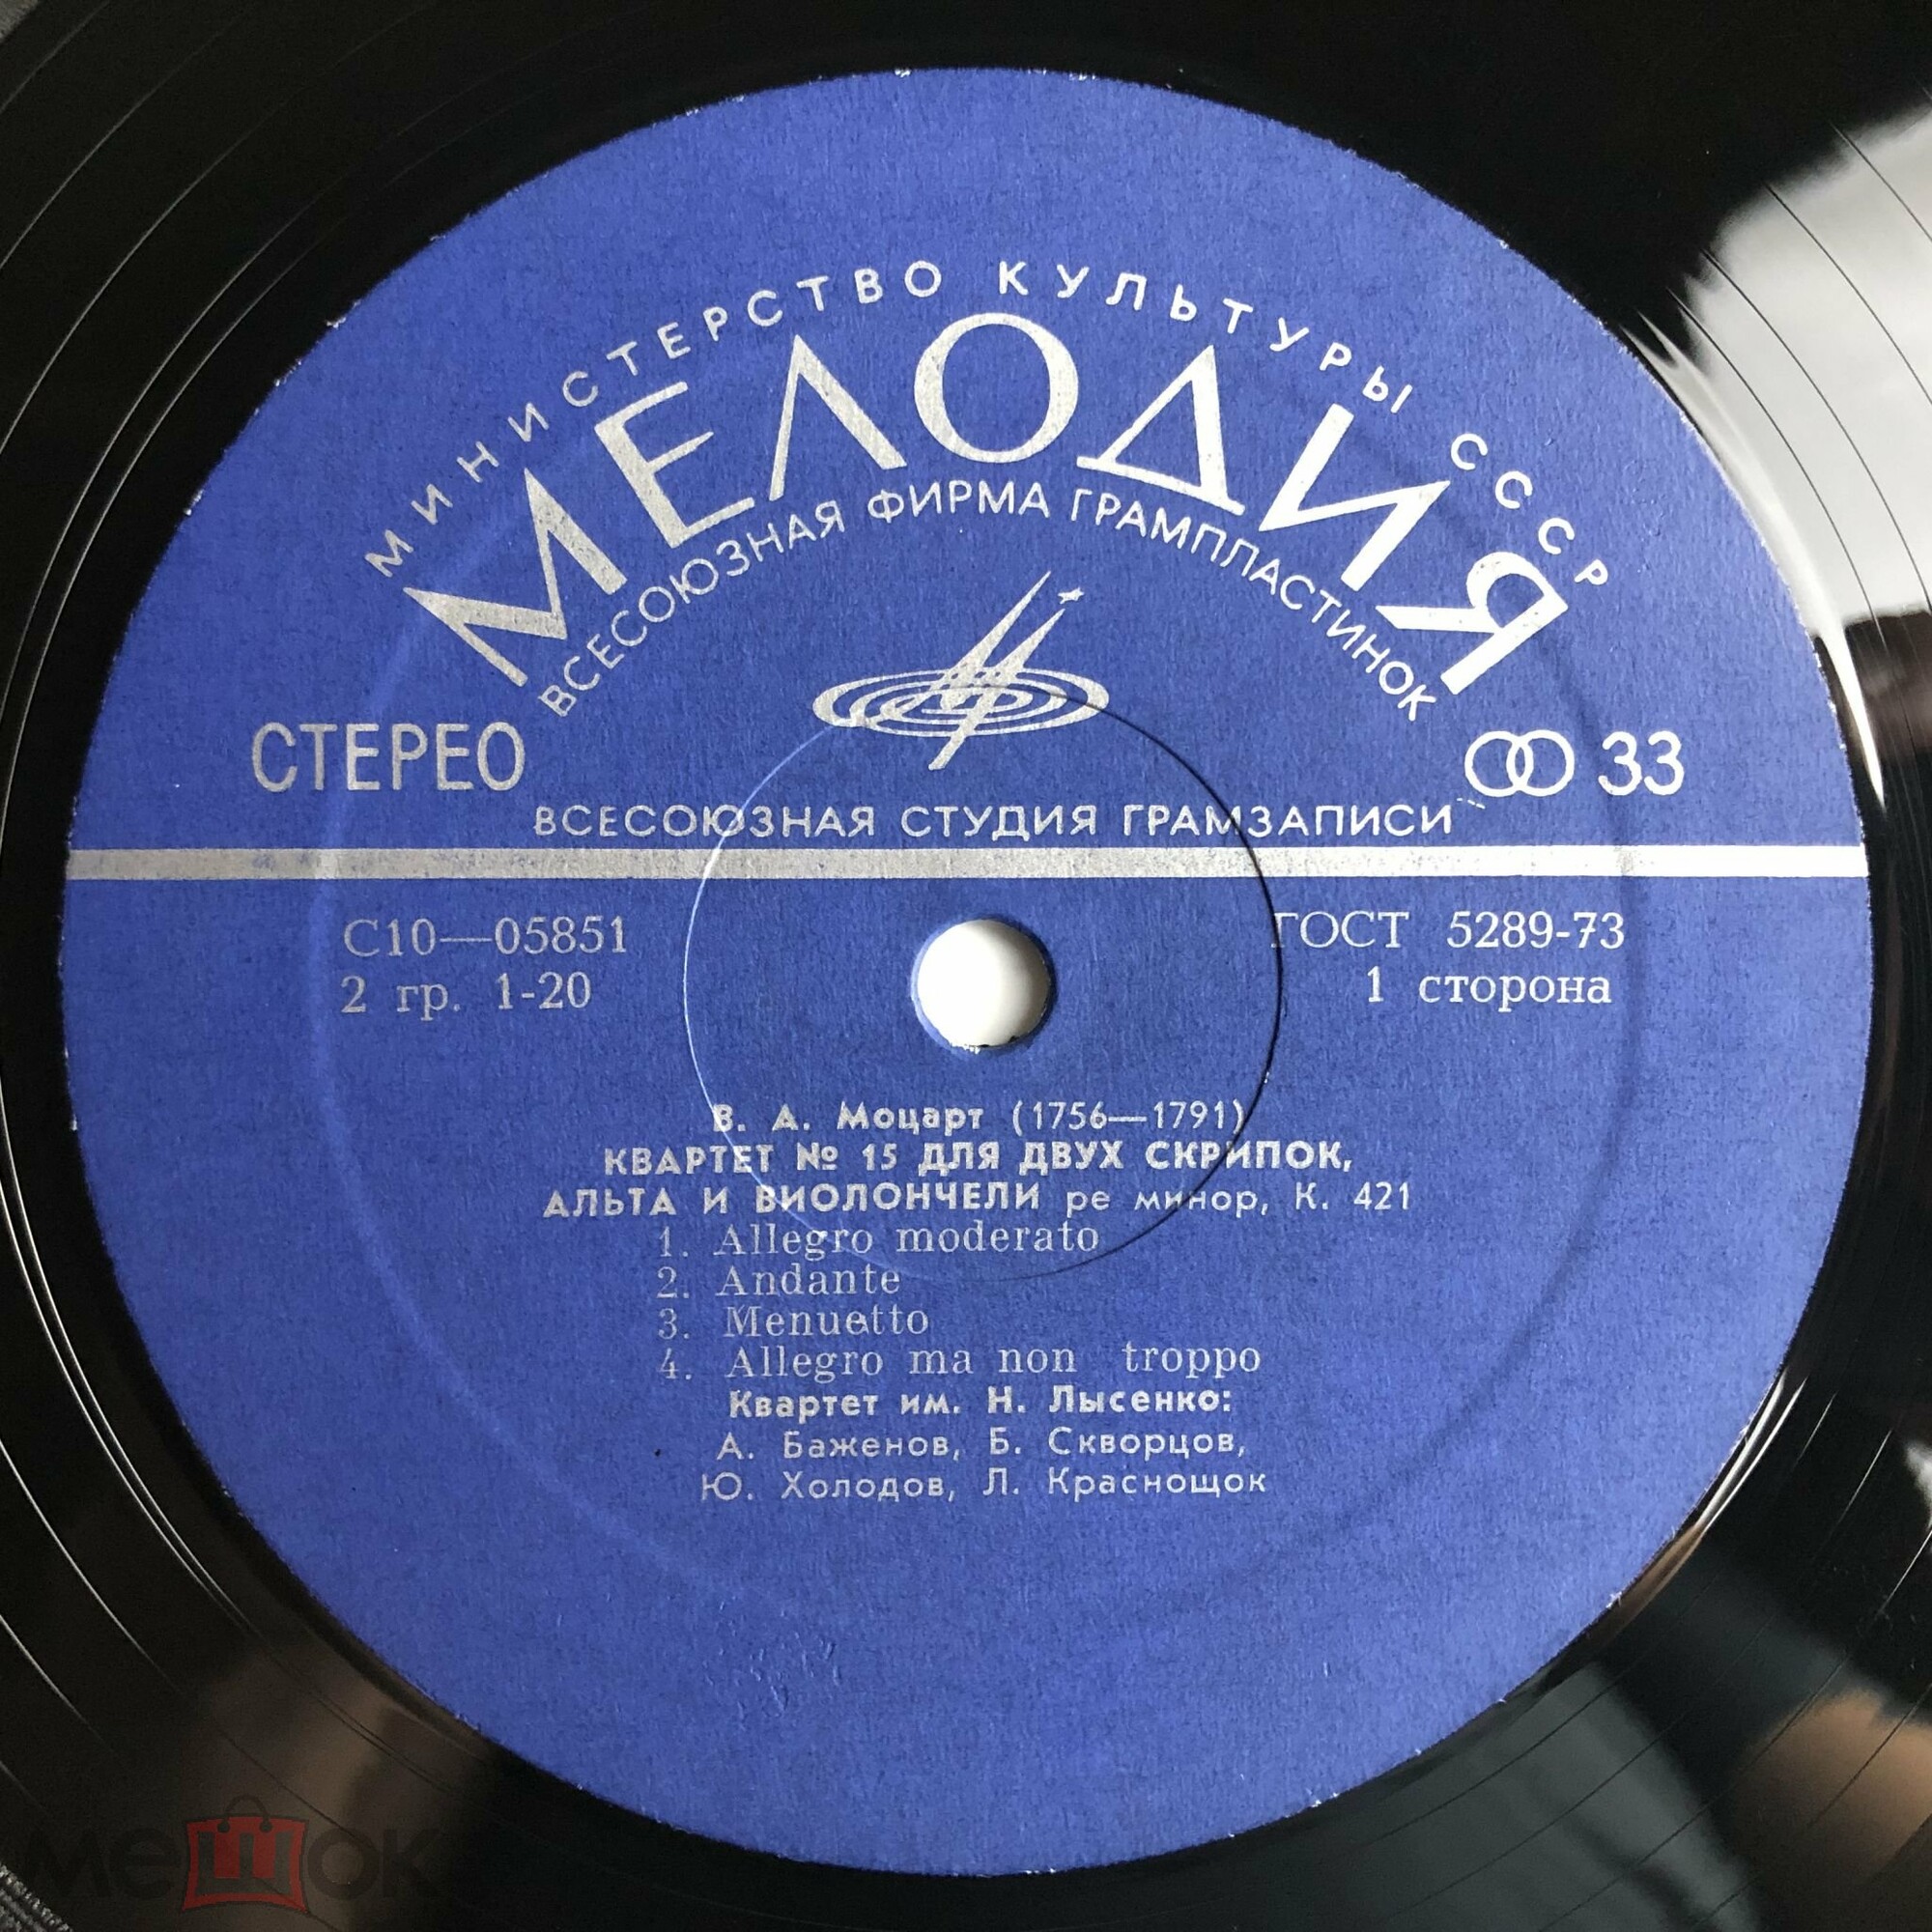 МИНИСТЕРСТВО КУЛЬТУРЫ СССР
МЕЛОДИЯ
ВСЕСОЮЗНАЯ ФИРМА ГРАМПЛАСТИНОК
СТЕРЕО
33
ВСЕСОЮЗНАЯ СТУДИЯ ГРАМЗАПИСИ
С10—05851
ГОСТ 5289-73
2 гр. 1-20
1 сторона
В. А. Моцарт (1756—1791)
КВАРТЕТ № 15 ДЛЯ ДВУХ СКРИПОК,
АЛЬТА И ВИОЛОНЧЕЛИ ре минор, К. 421
1. Allegro moderato
2. Andante
3. Menuetto
4. Allegro ma non troppo
Квартет им. Н. Лысенко:
А. Баженов, Б. Скворцов,
Ю. Холодов, Л. Краснощок
мешок